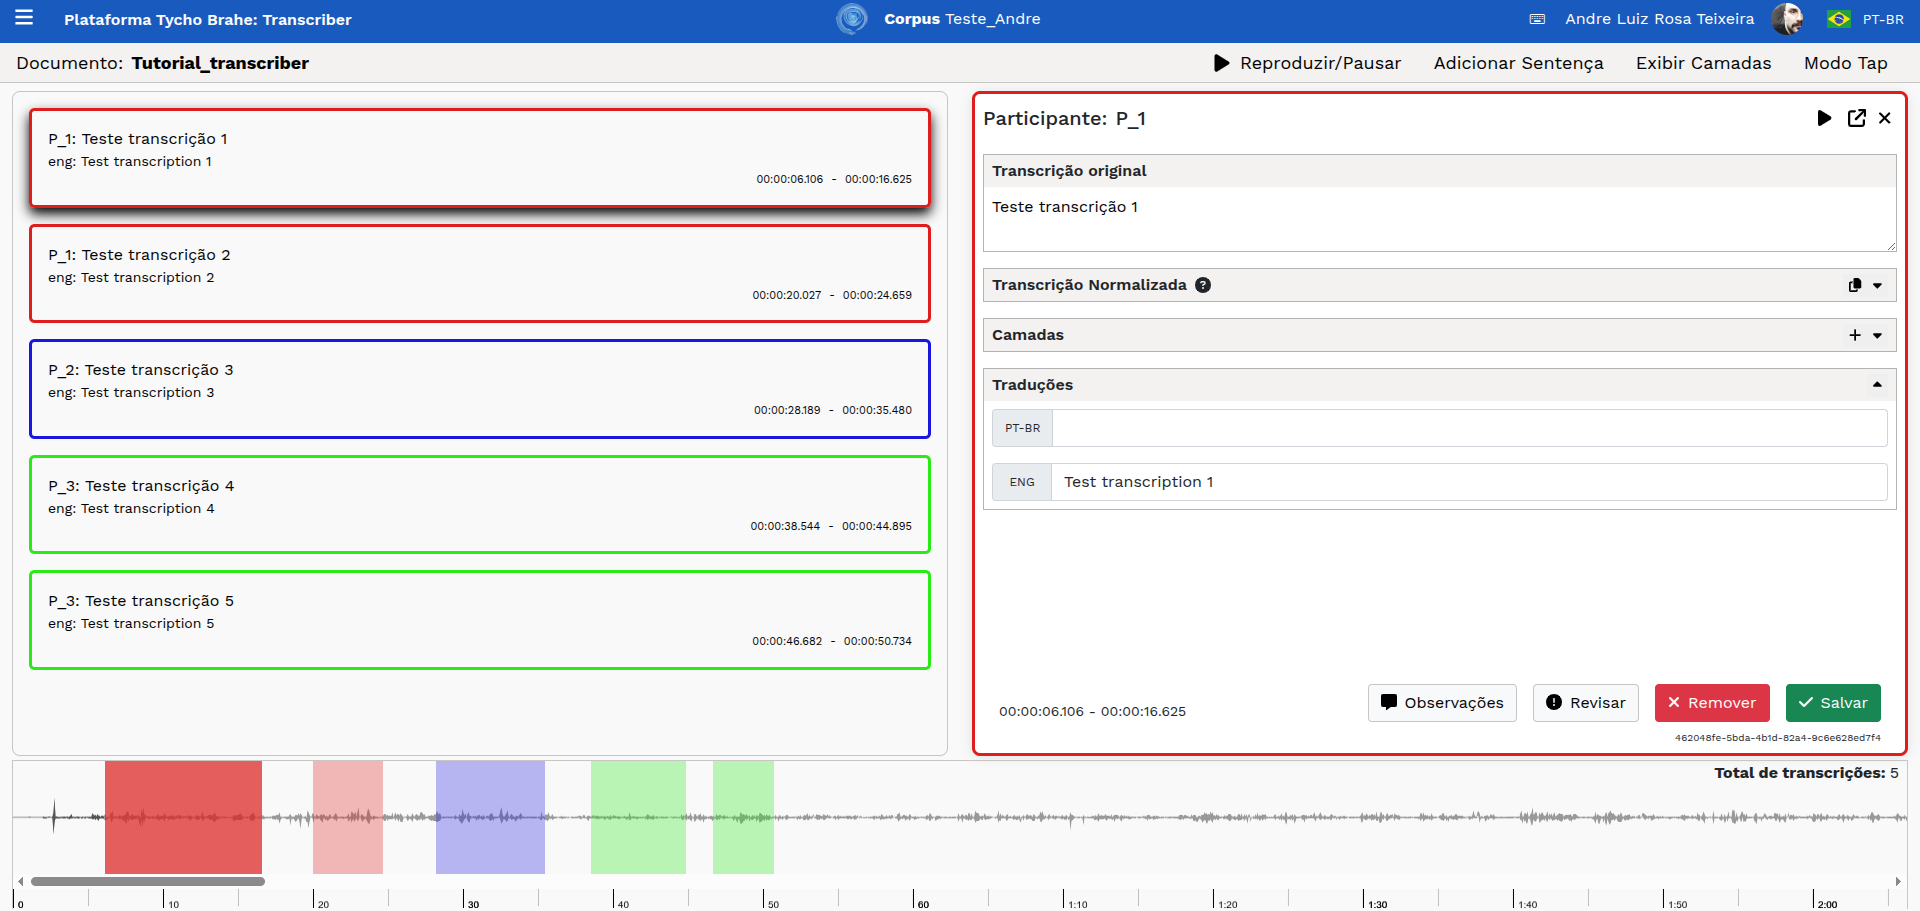 Plataforma Tycho Brahe: Transcriber
Corpus Teste_Andre
Andre Luiz Rosa Teixeira
PT-BR
Documento: Tutorial_transcriber
Reproduzir/Pausar
Adicionar Sentença
Exibir Camadas
Modo Tap
P_1: Teste transcrição 1
eng: Test transcription 1
00:00:06.106 - 00:00:16.625
P_1: Teste transcrição 2
eng: Test transcription 2
00:00:20.027 - 00:00:24.659
P_2: Teste transcrição 3
eng: Test transcription 3
00:00:28.189 - 00:00:35.480
P_3: Teste transcrição 4
eng: Test transcription 4
00:00:38.544 - 00:00:44.895
P_3: Teste transcrição 5
eng: Test transcription 5
00:00:46.682 - 00:00:50.734
Participante: P_1
Transcrição original
Teste transcrição 1
Transcrição Normalizada ?
Camadas
Traduções
PT-BR
ENG Test transcription 1
00:00:06.106 - 00:00:16.625
Observações
Revisar
Remover
Salvar
462048fe-5bda-4b1d-82a4-9c6e628ed7f4
Total de transcrições: 5
0 10 20 30 40 50 60 1:10 1:20 1:30 1:40 1:50 2:00